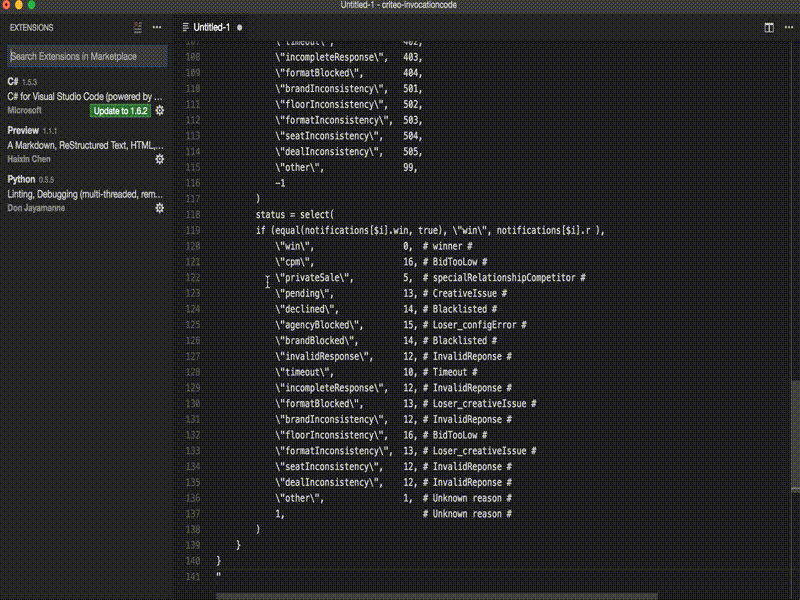 Untitled-1 - criteo-invocationcode
EXTENSIONS
Search Extensions in Marketplace
C# 1.5.3
C# for Visual Studio Code (powered by ...
Microsoft Update to 1.6.2
Preview 1.1.1
A Markdown, ReStructured Text, HTML,...
Haixin Chen
Python 0.5.5
Linting, Debugging (multi-threaded, rem...
Don Jayamanne
Untitled-1
107 \"timeout\", 402,
108 \"incompleteResponse\", 403,
109 \"formatBlocked\", 404,
110 \"brandInconsistency\", 501,
111 \"floorInconsistency\", 502,
112 \"formatInconsistency\", 503,
113 \"seatInconsistency\", 504,
114 \"dealInconsistency\", 505,
115 \"other\", 99,
116 -1
117 )
118 status = select(
119 if (equal(notifications[$i].win, true), \"win\", notifications[$i].r ),
120 \"win\", 0, # winner #
121 \"cpm\", 16, # BidTooLow #
122 \"privateSale\", 5, # specialRelationshipCompetitor #
123 \"pending\", 13, # CreativeIssue #
124 \"declined\", 14, # Blacklisted #
125 \"agencyBlocked\", 15, # Loser_configError #
126 \"brandBlocked\", 14, # Blacklisted #
127 \"invalidResponse\", 12, # InvalidReponse #
128 \"timeout\", 10, # Timeout #
129 \"incompleteResponse\", 12, # InvalidReponse #
130 \"formatBlocked\", 13, # Loser_creativeIssue #
131 \"brandInconsistency\", 12, # InvalidReponse #
132 \"floorInconsistency\", 16, # BidTooLow #
133 \"formatInconsistency\", 13, # Loser_creativeIssue #
134 \"seatInconsistency\", 12, # InvalidReponse #
135 \"dealInconsistency\", 12, # InvalidReponse #
136 \"other\", 1, # Unknown reason #
137 1, # Unknown reason #
138 )
139 }
140 }
141 "